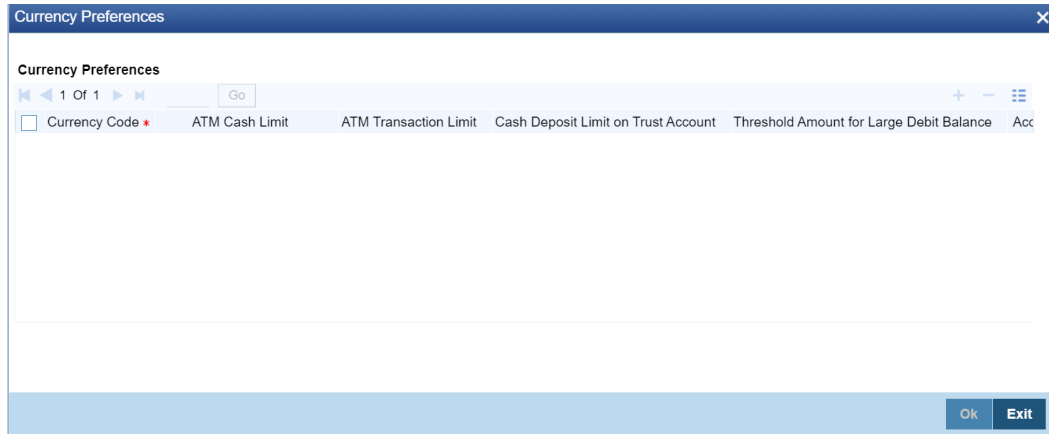 Currency Preferences
Currency Preferences
1 Of 1 Go
Currency Code * ATM Cash Limit ATM Transaction Limit Cash Deposit Limit on Trust Account Threshold Amount for Large Debit Balance Acc
Ok Exit